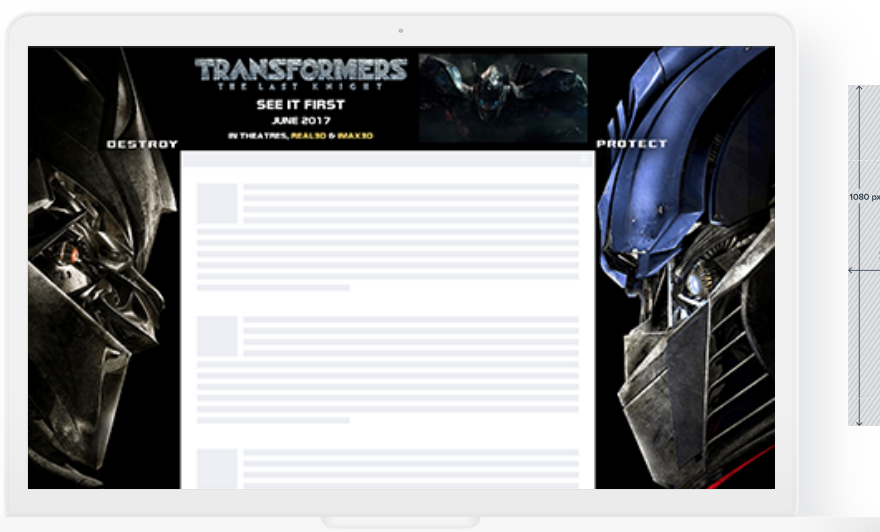 TRANSFORMERS
THE LAST KNIGHT
SEE IT FIRST
JUNE 2017
IN THEATRES, REAL3D & IMAX3D
DESTROY
PROTECT
1080 px